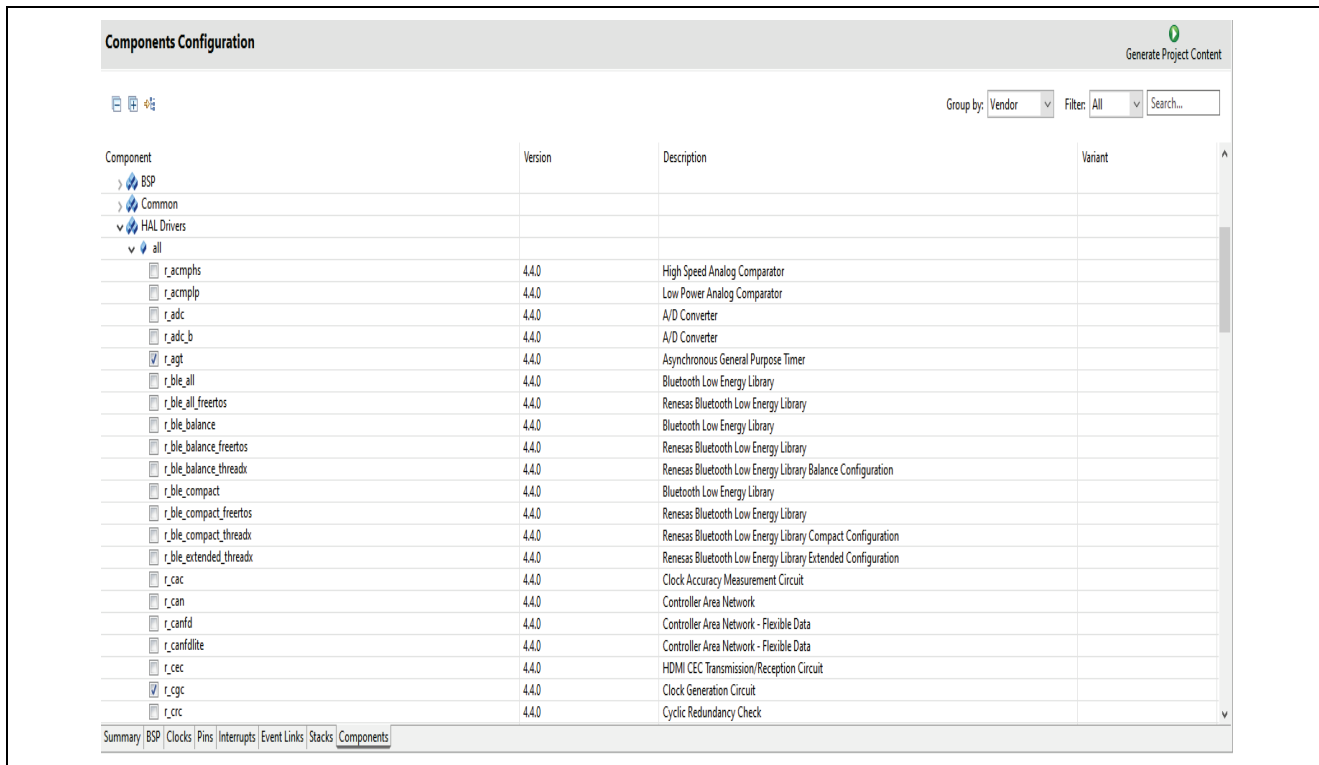 Components Configuration
Generate Project Content
Group by: Vendor Filter: All Search...
Component Version Description Variant
BSP
Common
HAL Drivers
all
r_acmphs 4.4.0 High Speed Analog Comparator
r_acmplp 4.4.0 Low Power Analog Comparator
r_adc 4.4.0 A/D Converter
r_adc_b 4.4.0 A/D Converter
r_agt 4.4.0 Asynchronous General Purpose Timer
r_ble_all 4.4.0 Bluetooth Low Energy Library
r_ble_all_freertos 4.4.0 Renesas Bluetooth Low Energy Library
r_ble_balance 4.4.0 Bluetooth Low Energy Library
r_ble_balance_freertos 4.4.0 Renesas Bluetooth Low Energy Library
r_ble_balance_threadx 4.4.0 Renesas Bluetooth Low Energy Library Balance Configuration
r_ble_compact 4.4.0 Bluetooth Low Energy Library
r_ble_compact_freertos 4.4.0 Renesas Bluetooth Low Energy Library
r_ble_compact_threadx 4.4.0 Renesas Bluetooth Low Energy Library Compact Configuration
r_ble_extended_threadx 4.4.0 Renesas Bluetooth Low Energy Library Extended Configuration
r_cac 4.4.0 Clock Accuracy Measurement Circuit
r_can 4.4.0 Controller Area Network
r_canfd 4.4.0 Controller Area Network - Flexible Data
r_canfdlite 4.4.0 Controller Area Network - Flexible Data
r_cec 4.4.0 HDMI CEC Transmission/Reception Circuit
r_cgc 4.4.0 Clock Generation Circuit
r_crc 4.4.0 Cyclic Redundancy Check
Summary BSP Clocks Pins Interrupts Event Links Stacks Components